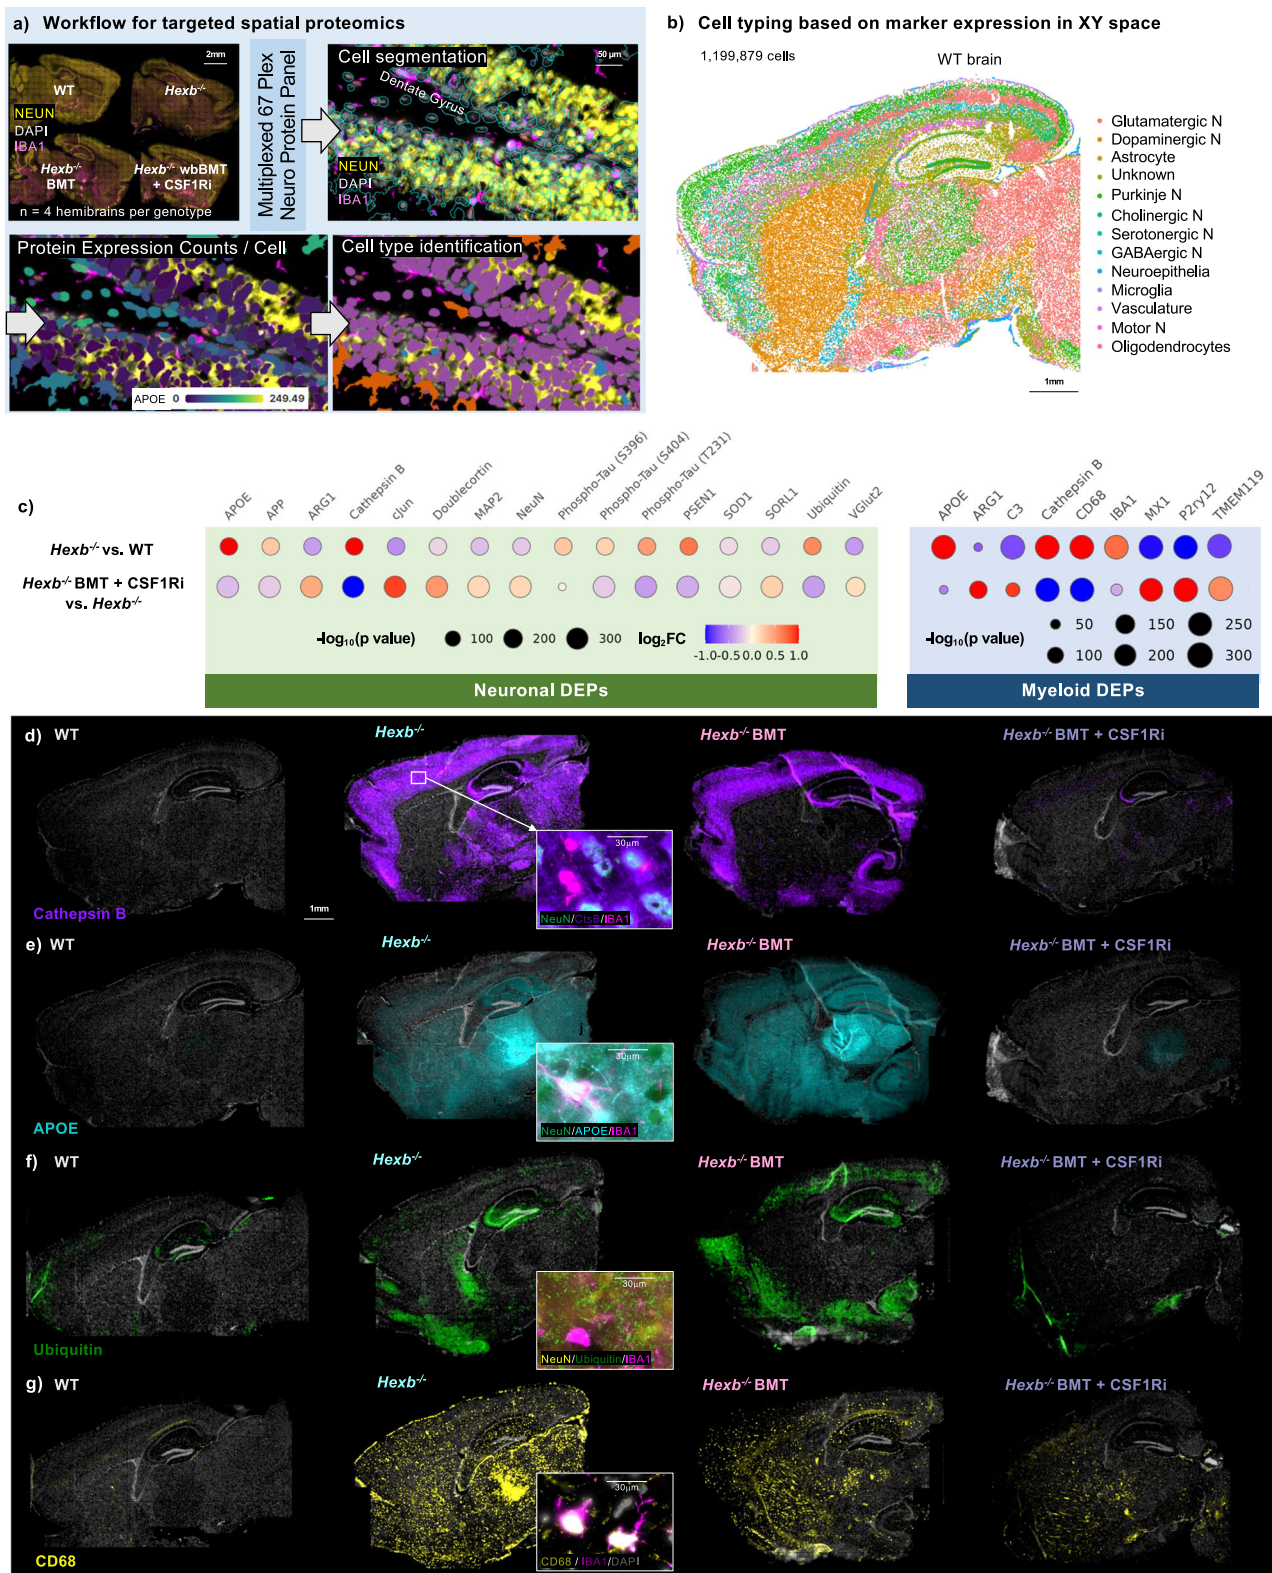 a) Workflow for targeted spatial proteomics
2mm
WT
Hexb-/-
NEUN
DAPI
IBA1
Hexb-/-
BMT
Hexb-/- wbBMT
+ CSF1Ri
n = 4 hemibrains per genotype
Multiplexed 67 Plex
Neuro Protein Panel
Cell segmentation
50 µm
Dentate Gyrus
NEUN
DAPI
IBA1
Protein Expression Counts / Cell
APOE 0 249.49
Cell type identification
b) Cell typing based on marker expression in XY space
1,199,879 cells
WT brain
Glutamatergic N
Dopaminergic N
Astrocyte
Unknown
Purkinje N
Cholinergic N
Serotonergic N
GABAergic N
Neuroepithelia
Microglia
Vasculature
Motor N
Oligodendrocytes
1mm
c)
APOE
APP
ARG1
Cathepsin B
cJun
Doublecortin
MAP2
NeuN
Phospho-Tau (S396)
Phospho-Tau (S404)
Phospho-Tau (T231)
PSEN1
SOD1
SORL1
Ubiquitin
VGlut2
APOE
ARG1
C3
Cathepsin B
CD68
IBA1
MX1
P2ry12
TMEM119
Hexb-/- vs. WT
Hexb-/- BMT + CSF1Ri
vs. Hexb-/-
-log10(p value) 100 200 300
log2FC
-1.0 -0.5 0.0 0.5 1.0
-log10(p value)
50 150 250
100 200 300
Neuronal DEPs
Myeloid DEPs
d) WT
Hexb-/-
Hexb-/- BMT
Hexb-/- BMT + CSF1Ri
30µm
NeuN/CtsB/IBA1
Cathepsin B
1mm
e) WT
Hexb-/-
Hexb-/- BMT
Hexb-/- BMT + CSF1Ri
30µm
NeuN/APOE/IBA1
APOE
f) WT
Hexb-/-
Hexb-/- BMT
Hexb-/- BMT + CSF1Ri
30µm
NeuN/Ubiquitin/IBA1
Ubiquitin
g) WT
Hexb-/-
Hexb-/- BMT
Hexb-/- BMT + CSF1Ri
30µm
CD68 / IBA1/DAPI
CD68